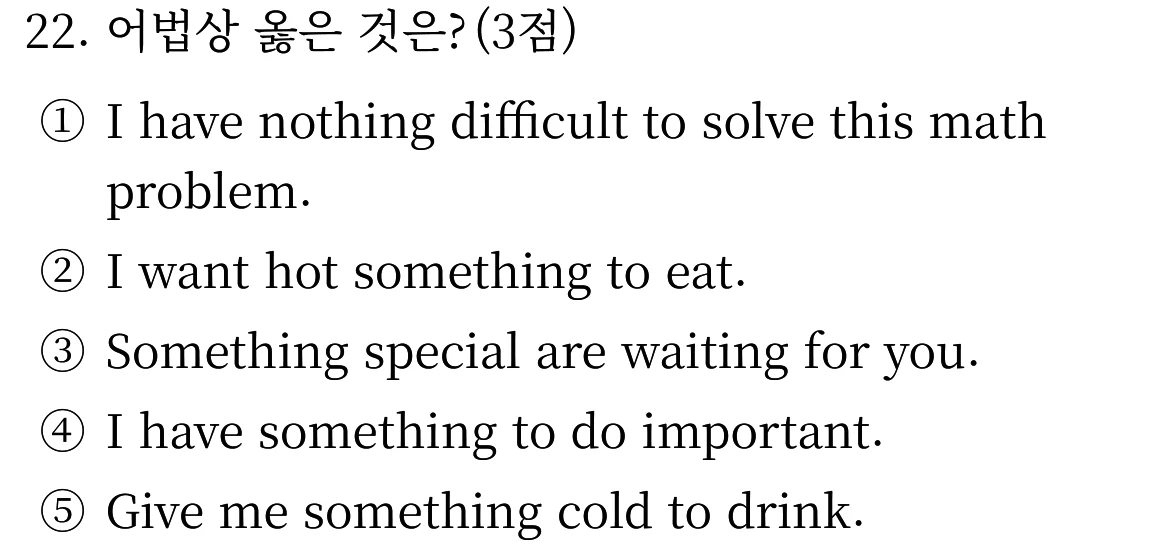 22. 어법상 옳은 것은? (3점)
① I have nothing difficult to solve this math
problem.
② I want hot something to eat.
③ Something special are waiting for you.
④ I have something to do important.
⑤ Give me something cold to drink.